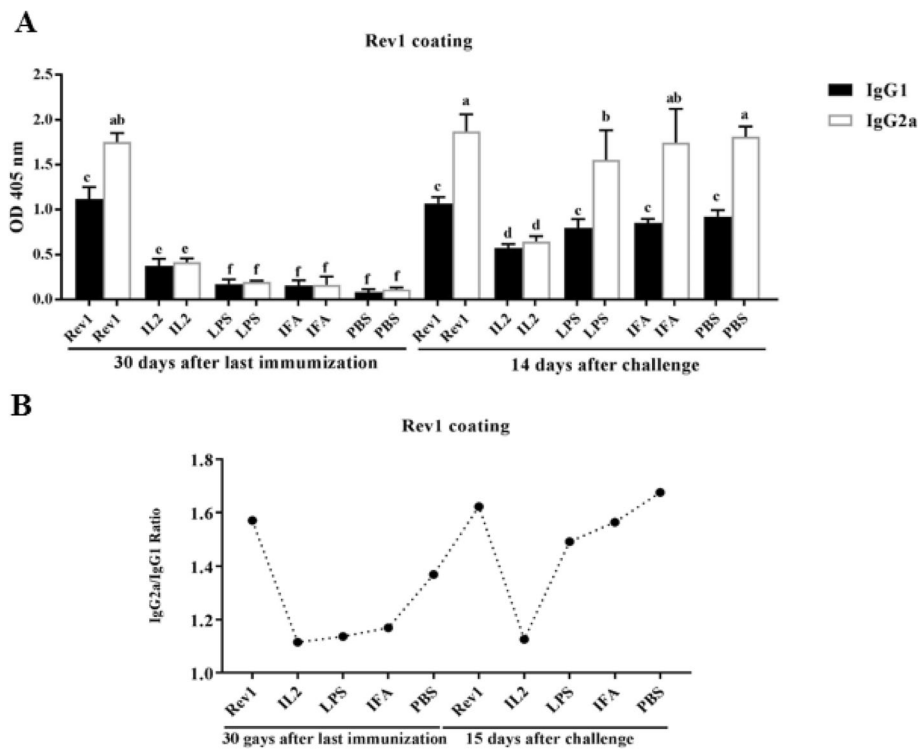 A
Rev1 coating
IgG1
IgG2a
OD 405 nm
2.5
2.0
1.5
1.0
0.5
0.0
c ab e e f f f f f f c a d d c b c ab c a
Rev1 Rev1 IL2 IL2 LPS LPS IFA IFA PBS PBS Rev1 Rev1 IL2 IL2 LPS LPS IFA IFA PBS PBS
30 days after last immumization 14 days after challenge
B
Rev1 coating
IgG2a/IgG1 Ratio
1.8
1.6
1.4
1.2
1.0
Rev1 IL2 LPS IFA PBS Rev1 IL2 LPS IFA PBS
30 gays after last immunization 15 days after challenge